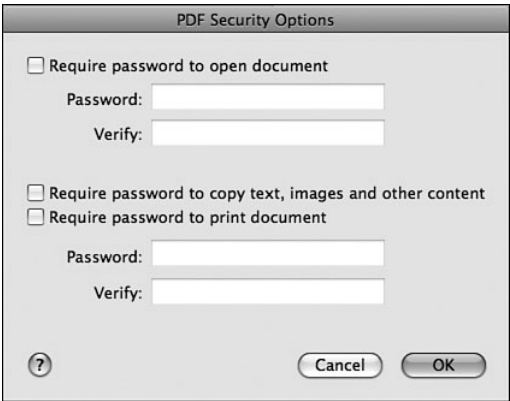 PDF Security Options
Require password to open document
Password:
Verify:
Require password to copy text, images and other content
Require password to print document
Password:
Verify:
? Cancel OK